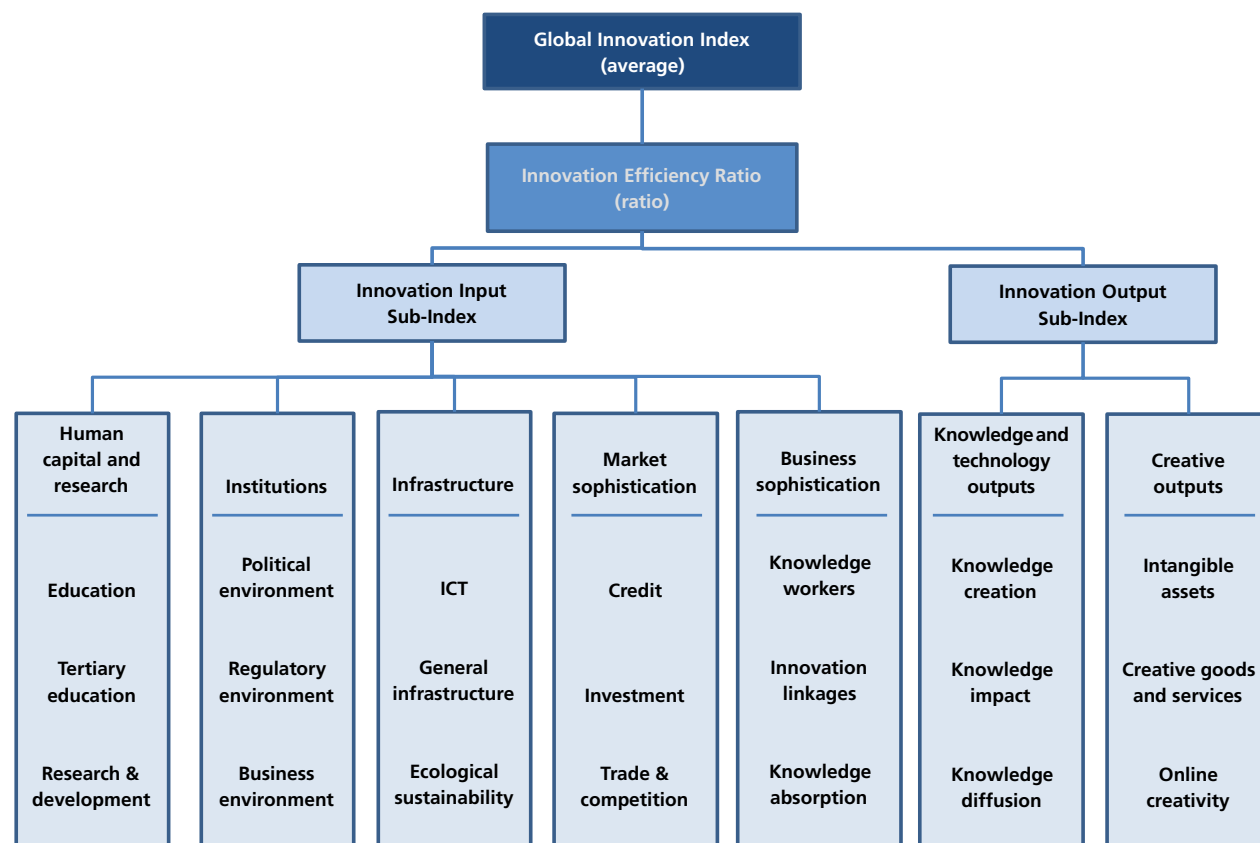 Global Innovation Index
(average)
Innovation Efficiency Ratio
(ratio)
Innovation Input
Sub-Index
Innovation Output
Sub-Index
Human
capital and
research
Education
Tertiary
education
Research &
development
Institutions
Political
environment
Regulatory
environment
Business
environment
Infrastructure
ICT
General
infrastructure
Ecological
sustainability
Market
sophistication
Credit
Investment
Trade &
competition
Business
sophistication
Knowledge
workers
Innovation
linkages
Knowledge
absorption
Knowledge and
technology
outputs
Knowledge
creation
Knowledge
impact
Knowledge
diffusion
Creative
outputs
Intangible
assets
Creative goods
and services
Online
creativity